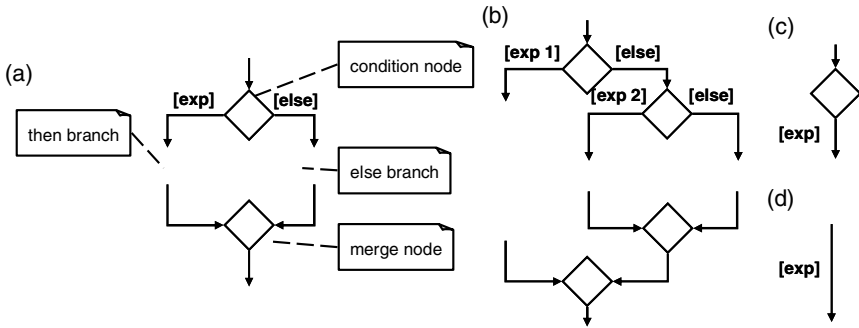 (a)
condition node
[exp]
[else]
then branch
else branch
merge node
(b)
[exp 1]
[else]
[exp 2]
[else]
(c)
[exp]
(d)
[exp]